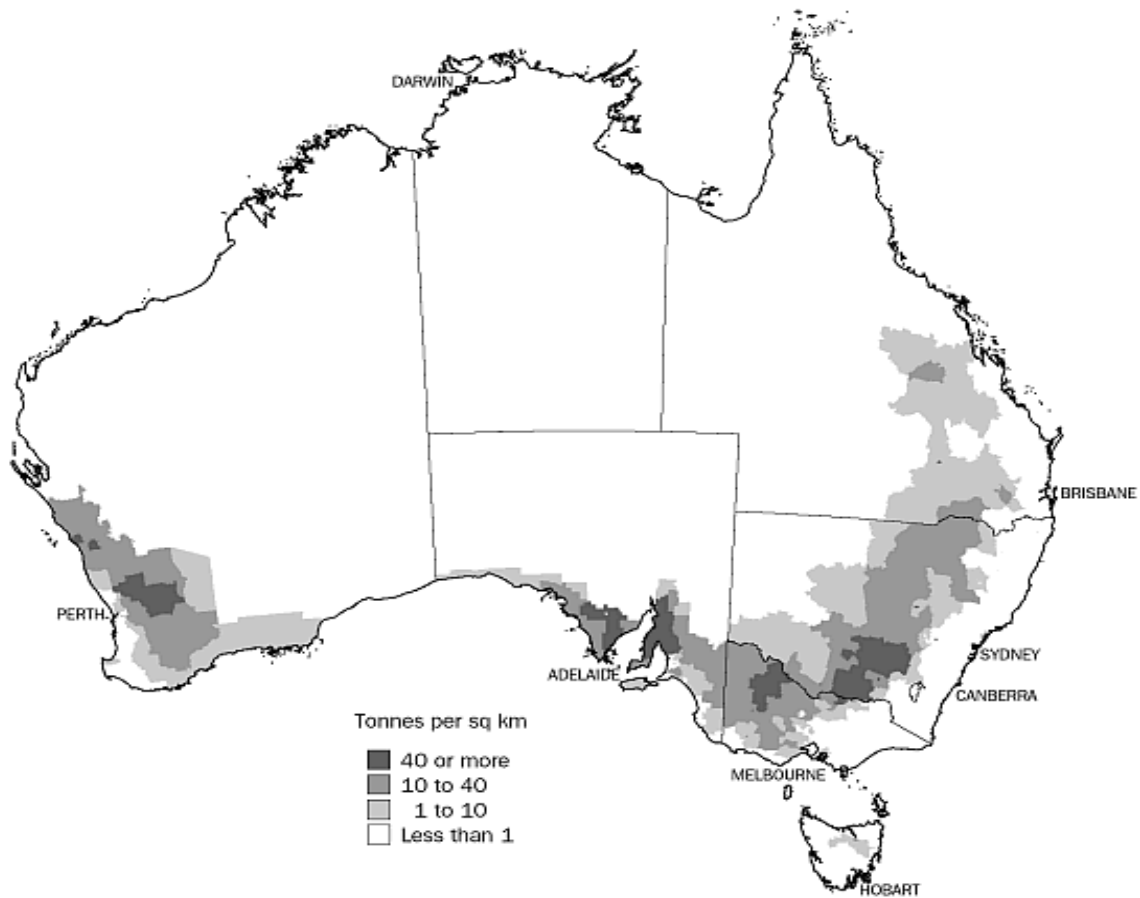 DARWIN
BRISBANE
PERTH
SYDNEY
ADELAIDE
CANBERRA
Tonnes per sq km
40 or more
10 to 40
1 to 10
Less than 1
MELBOURNE
HOBART